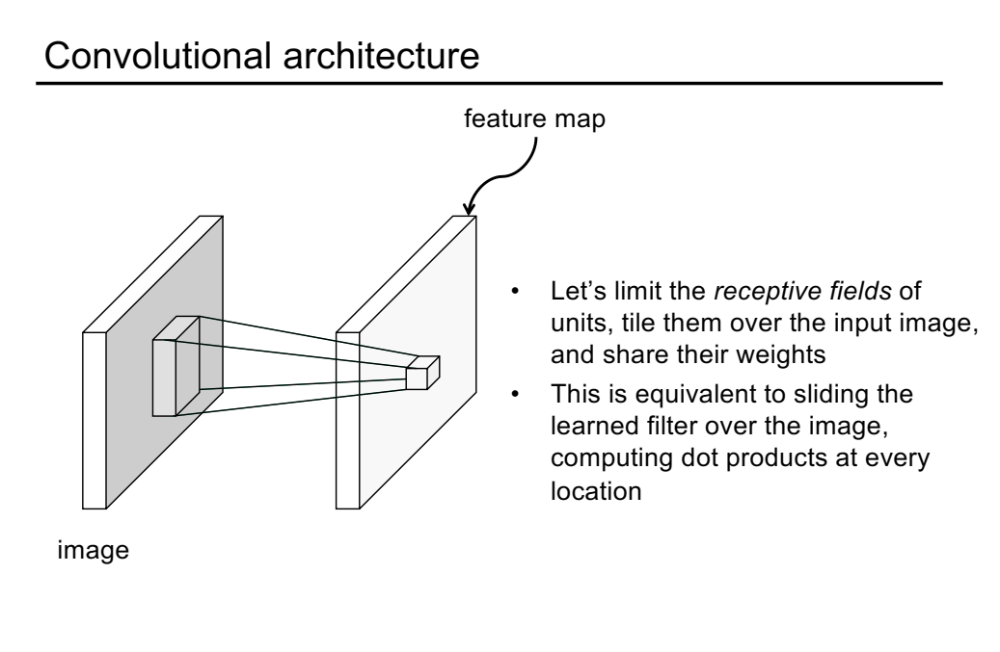 Convolutional architecture
feature map
• Let’s limit the receptive fields of
units, tile them over the input image,
and share their weights
• This is equivalent to sliding the
learned filter over the image,
computing dot products at every
location
image